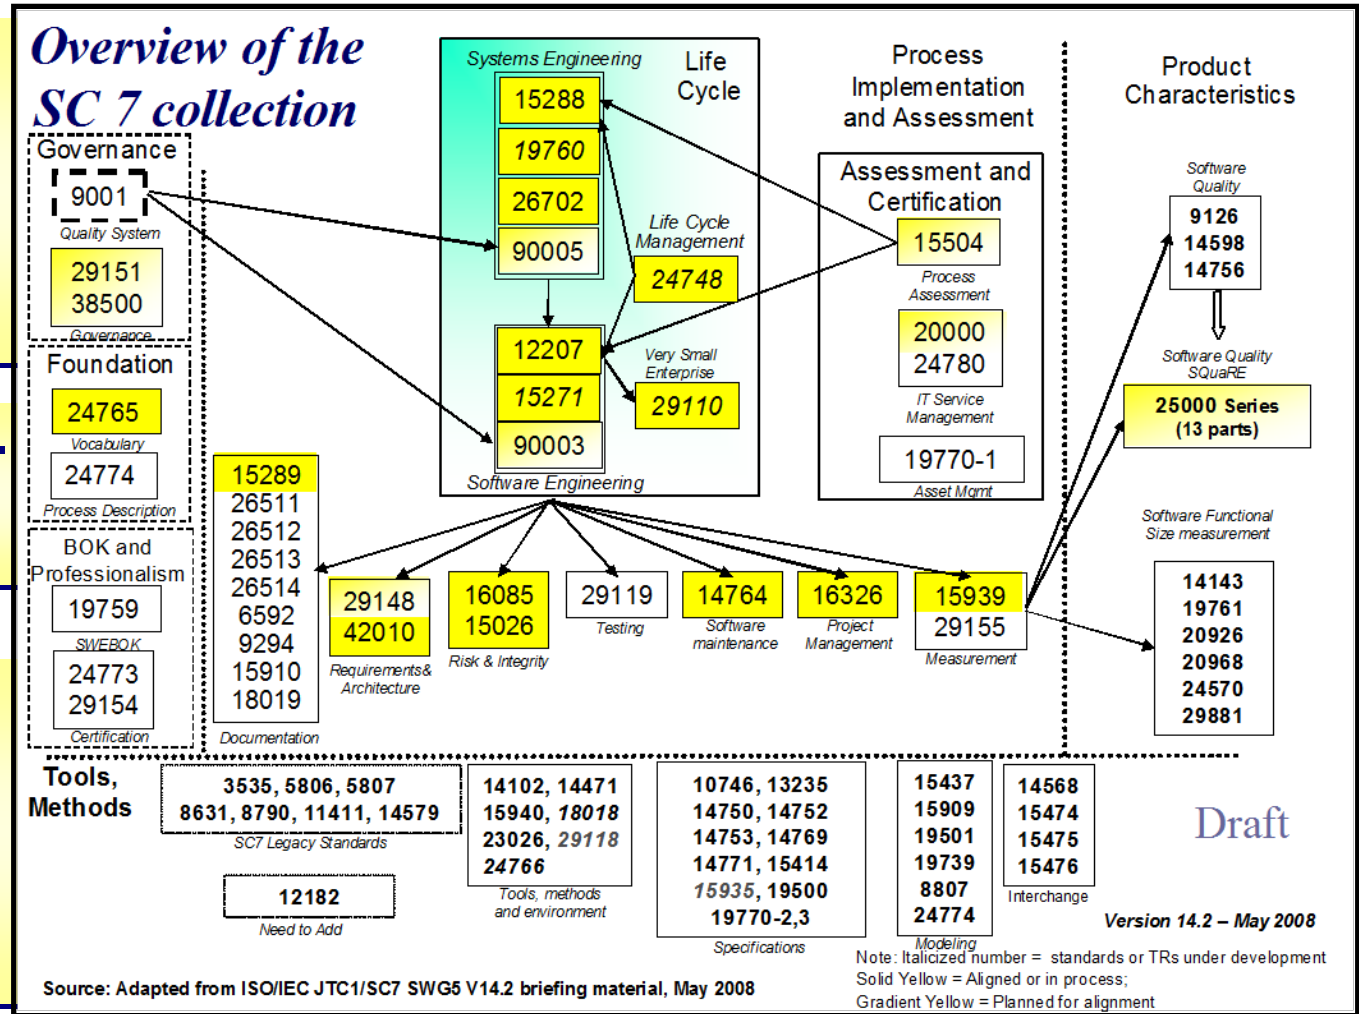 Overview of the
SC 7 collection
Governance
9001
Quality System
29151
38500
Governance
Foundation
24765
Vocabulary
24774
Process Description
BOK and
Professionalism
19759
SWEBOK
24773
29154
Certification
Systems Engineering
Life
Cycle
15288
19760
26702
90005
Life Cycle
Management
24748
12207
15271
90003
Very Small
Enterprise
29110
Software Engineering
Process
Implementation
and Assessment
Assessment and
Certification
15504
Process
Assessment
20000
24780
IT Service
Management
19770-1
Asset Mgmt
Product
Characteristics
Software
Quality
9126
14598
14756
Software Quality
SQuaRE
25000 Series
(13 parts)
Software Functional
Size measurement
14143
19761
20926
20968
24570
29881
15289
26511
26512
26513
26514
6592
9294
15910
18019
Documentation
29148
42010
Requirements&
Architecture
16085
15026
Risk & Integrity
29119
Testing
14764
Software
maintenance
16326
Project
Management
15939
29155
Measurement
Tools,
Methods
3535, 5806, 5807
8631, 8790, 11411, 14579
SC7 Legacy Standards
12182
Need to Add
14102, 14471
15940, 18018
23026, 29118
24766
Tools, methods
and environment
10746, 13235
14750, 14752
14753, 14769
14771, 15414
15935, 19500
19770-2,3
Specifications
15437
15909
19501
19739
8807
24774
Modeling
14568
15474
15475
15476
Interchange
Draft
Version 14.2 – May 2008
Note: Italicized number = standards or TRs under development
Solid Yellow = Aligned or in process;
Gradient Yellow = Planned for alignment
Source: Adapted from ISO/IEC JTC1/SC7 SWG5 V14.2 briefing material, May 2008